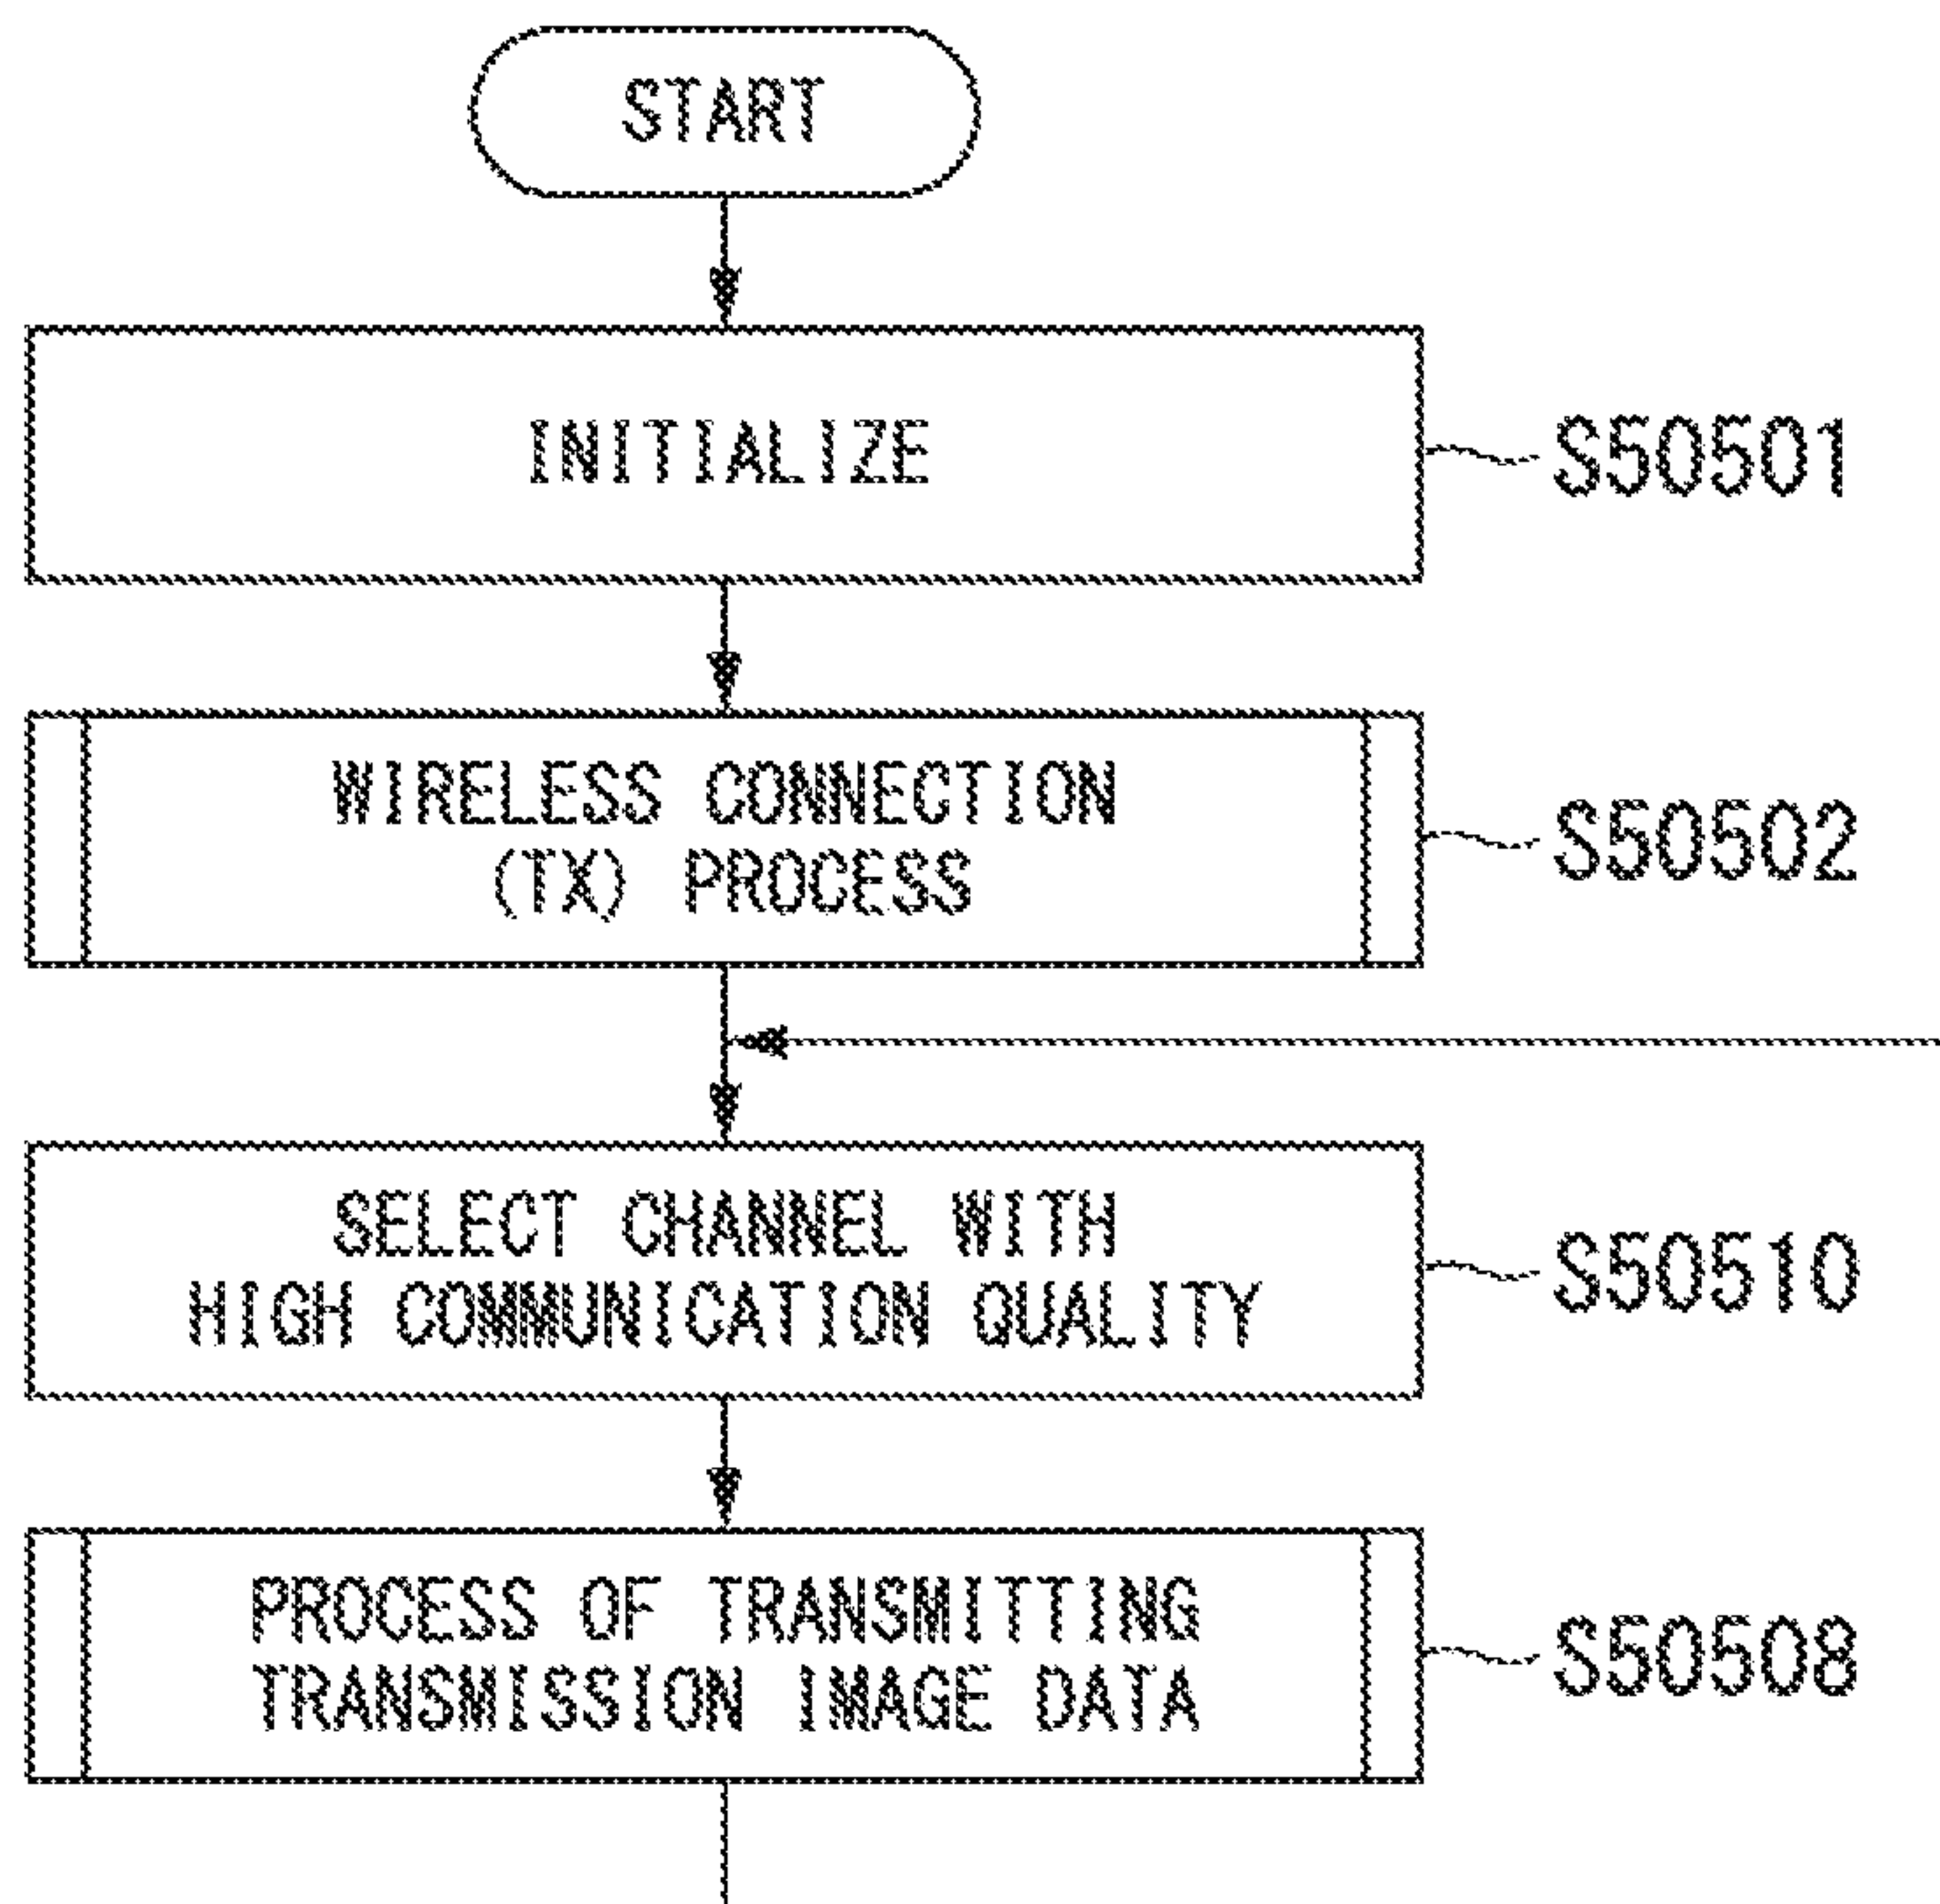 START
INITIALIZE
S50501
WIRELESS CONNECTION
(TX) PROCESS
S50502
SELECT CHANNEL WITH
HIGH COMMUNICATION QUALITY
S50510
PROCESS OF TRANSMITTING
TRANSMISSION IMAGE DATA
S50508